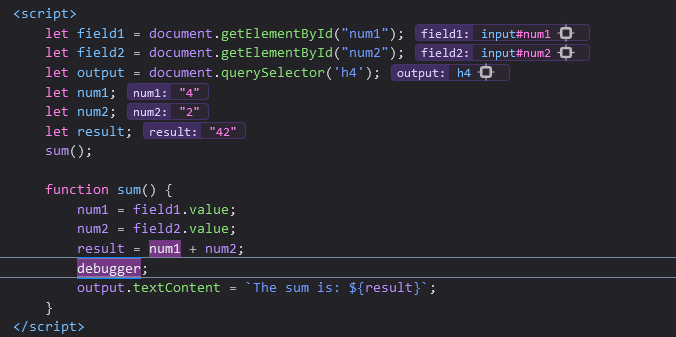 <script>
let field1 = document.getElementById("num1"); field1: input#num1
let field2 = document.getElementById("num2"); field2: input#num2
let output = document.querySelector('h4'); output: h4
let num1; num1: "4"
let num2; num2: "2"
let result; result: "42"
sum();
function sum() {
num1 = field1.value;
num2 = field2.value;
result = num1 + num2;
debugger;
output.textContent = `The sum is: ${result}`;
}
</script>